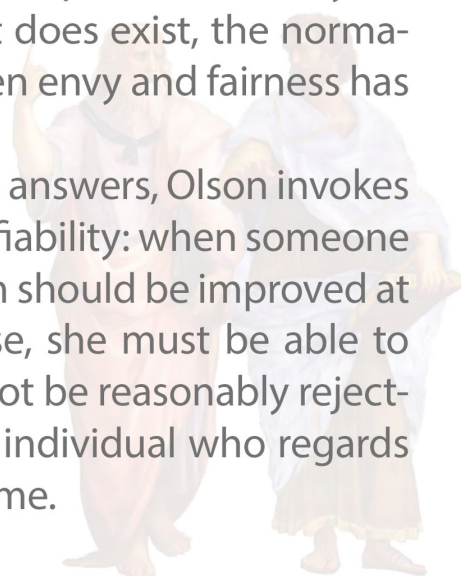 t does exist, the norma-
en envy and fairness has
answers, Olson invokes
fiability: when someone
n should be improved at
se, she must be able to
ot be reasonably reject-
individual who regards
me.